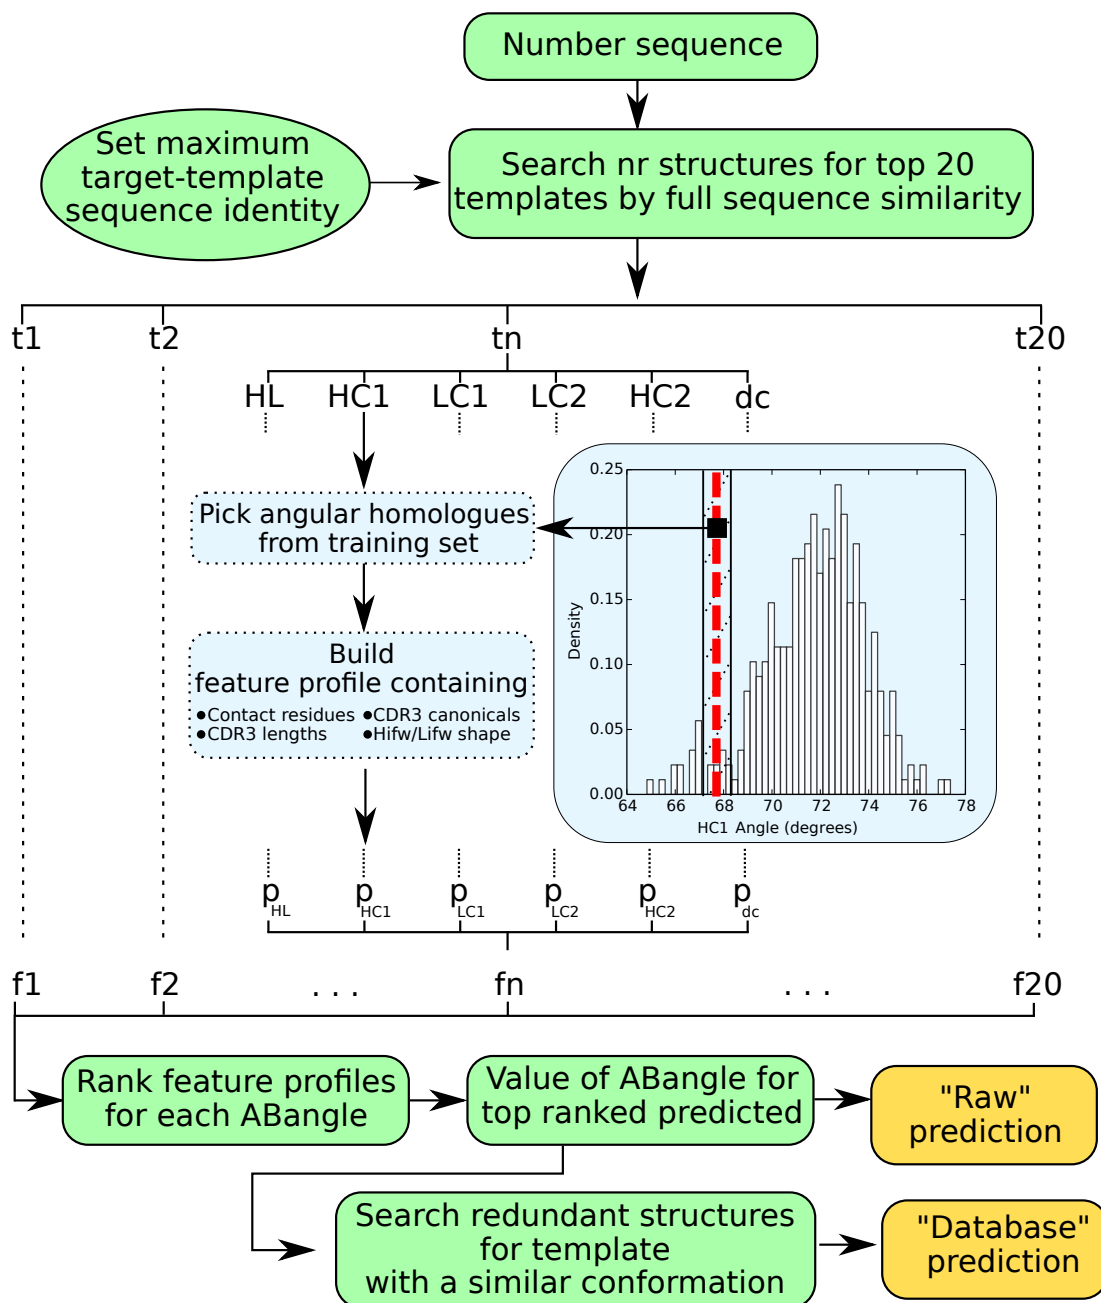 Number sequence
Set maximum
target-template
sequence identity
Search nr structures for top 20
templates by full sequence similarity
t1 t2 tn t20
HL HC1 LC1 LC2 HC2 dc
Pick angular homologues
from training set
Build
feature profile containing
●Contact residues ●CDR3 canonicals
●CDR3 lengths ●Hifw/Lifw shape
0.25
0.20
0.15
0.10
0.05
0.00
Density
64 66 68 70 72 74 76 78
HC1 Angle (degrees)
pHL pHC1 pLC1 pLC2 pHC2 pdc
f1 f2 . . . fn . . . f20
Rank feature profiles
for each ABangle
Value of ABangle for
top ranked predicted
"Raw"
prediction
Search redundant structures
for template
with a similar conformation
"Database"
prediction